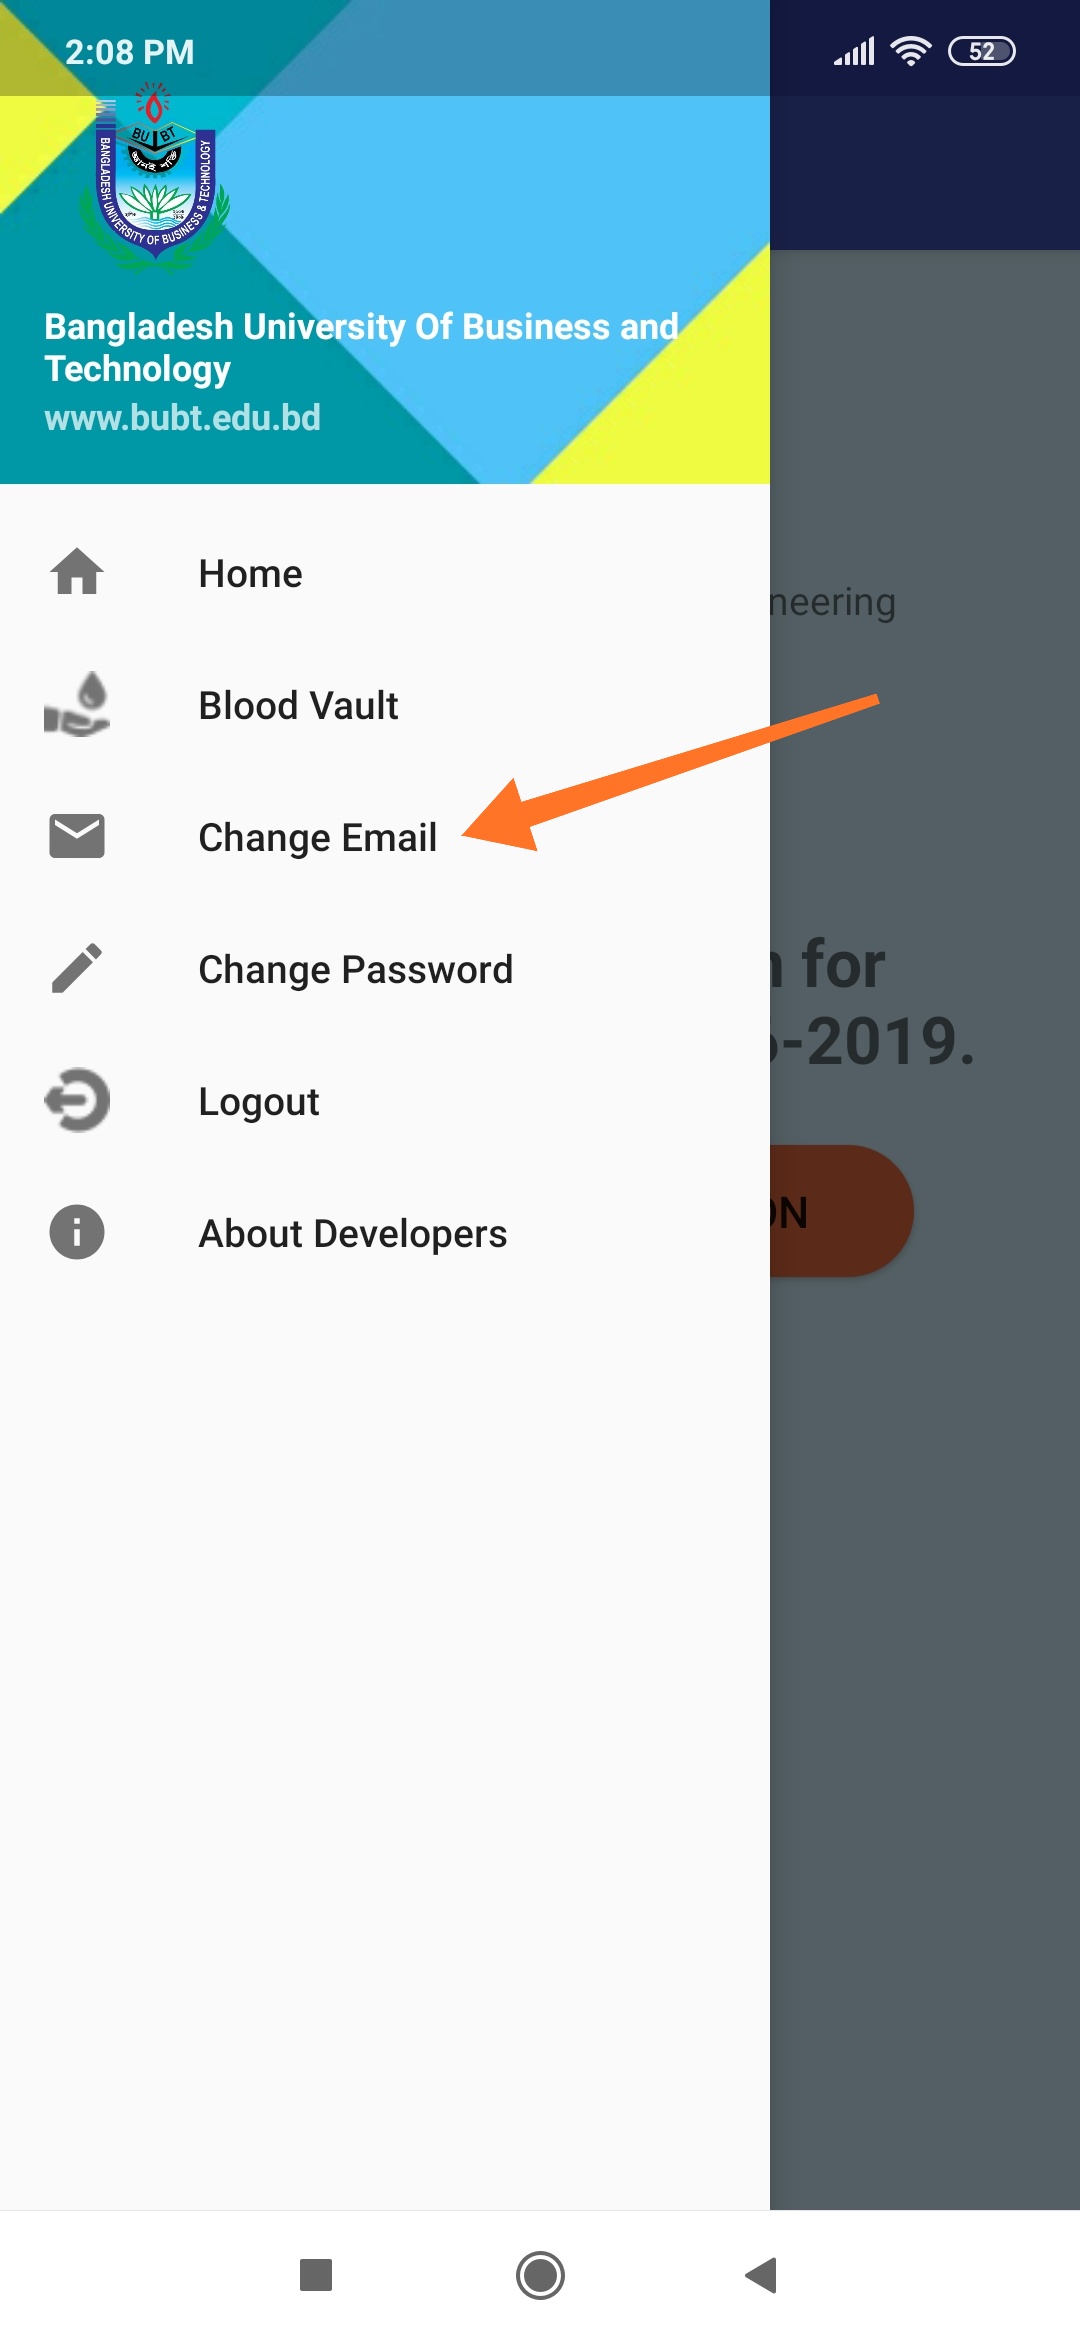 2:08 PM
52
BU BT
BANGLADESH UNIVERSITY OF BUSINESS & TECHNOLOGY
Bangladesh University Of Business and
Technology
www.bubt.edu.bd
Home
neering
Blood Vault
Change Email
for
Change Password
-2019.
Logout
ON
About Developers